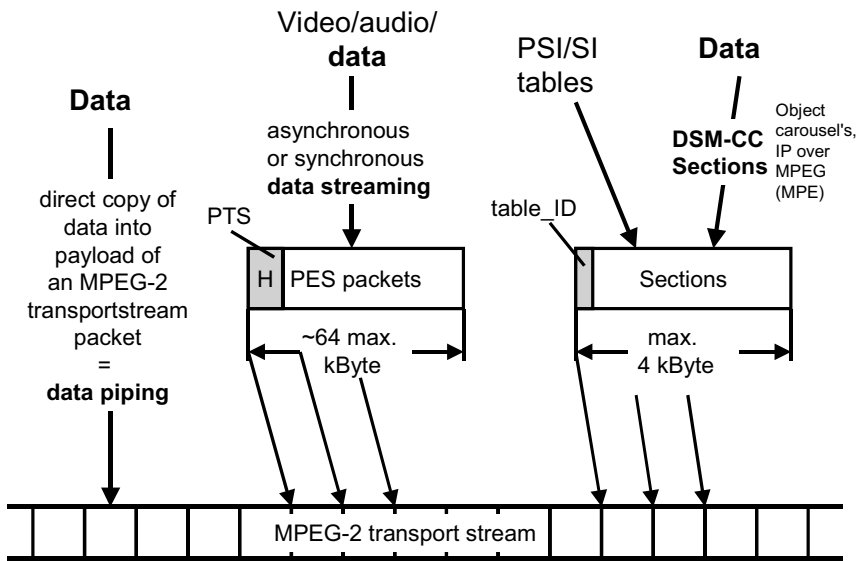 Data
direct copy of
data into
payload of
an MPEG-2
transportstream
packet
=
data piping
Video/audio/
data
asynchronous
or synchronous
data streaming
PTS
H
PES packets
~64 max.
kByte
PSI/SI
tables
Data
DSM-CC
Sections
Object
carousel's,
IP over
MPEG
(MPE)
table_ID
Sections
max.
4 kByte
MPEG-2 transport stream